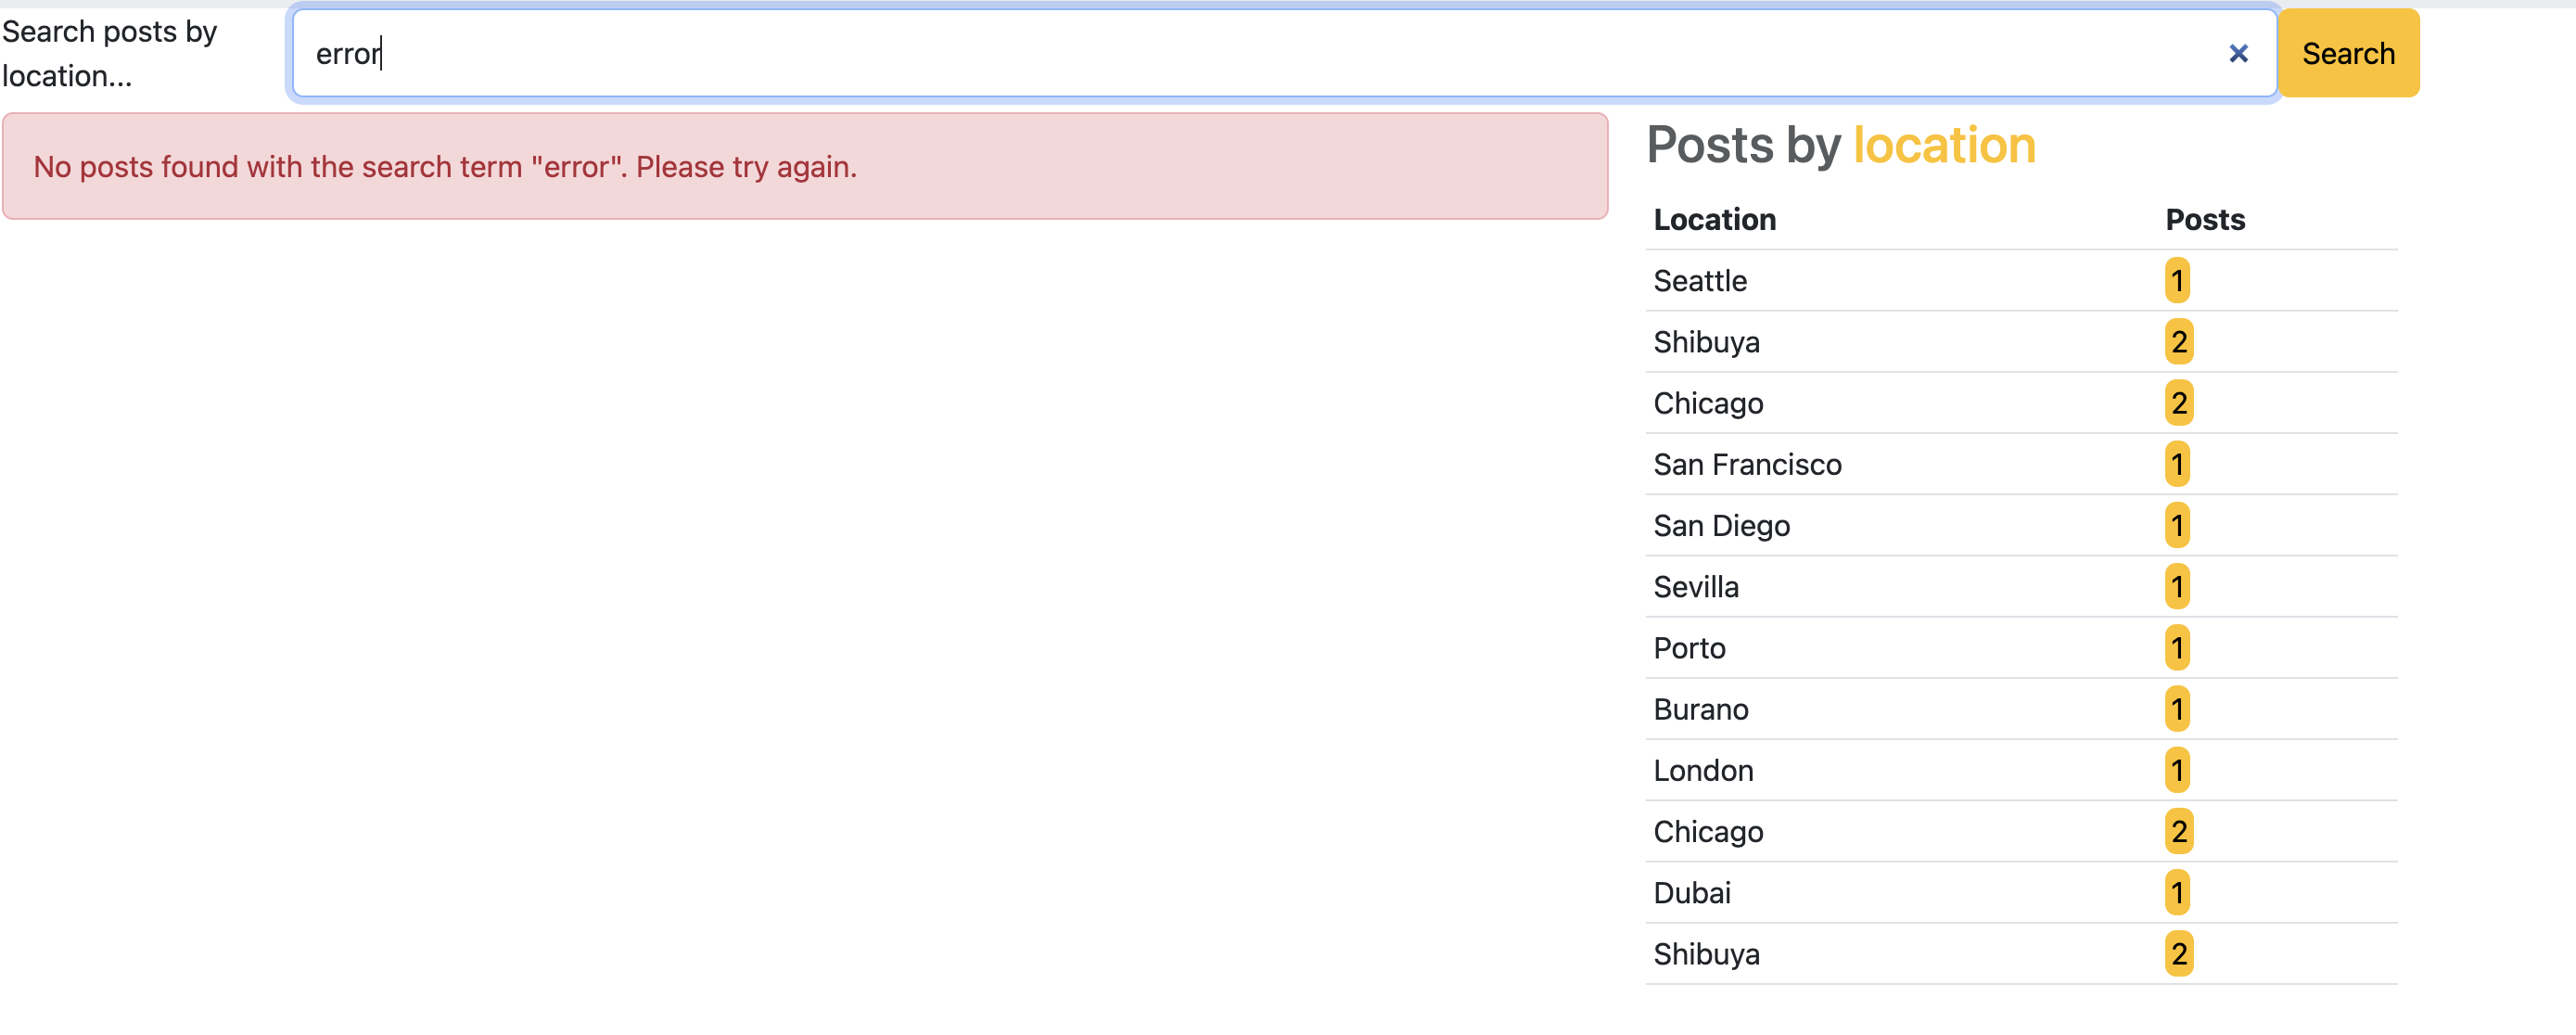 Search posts by
location...
error
Search
No posts found with the search term "error". Please try again.
Posts by location
Location Posts
Seattle 1
Shibuya 2
Chicago 2
San Francisco 1
San Diego 1
Sevilla 1
Porto 1
Burano 1
London 1
Chicago 2
Dubai 1
Shibuya 2